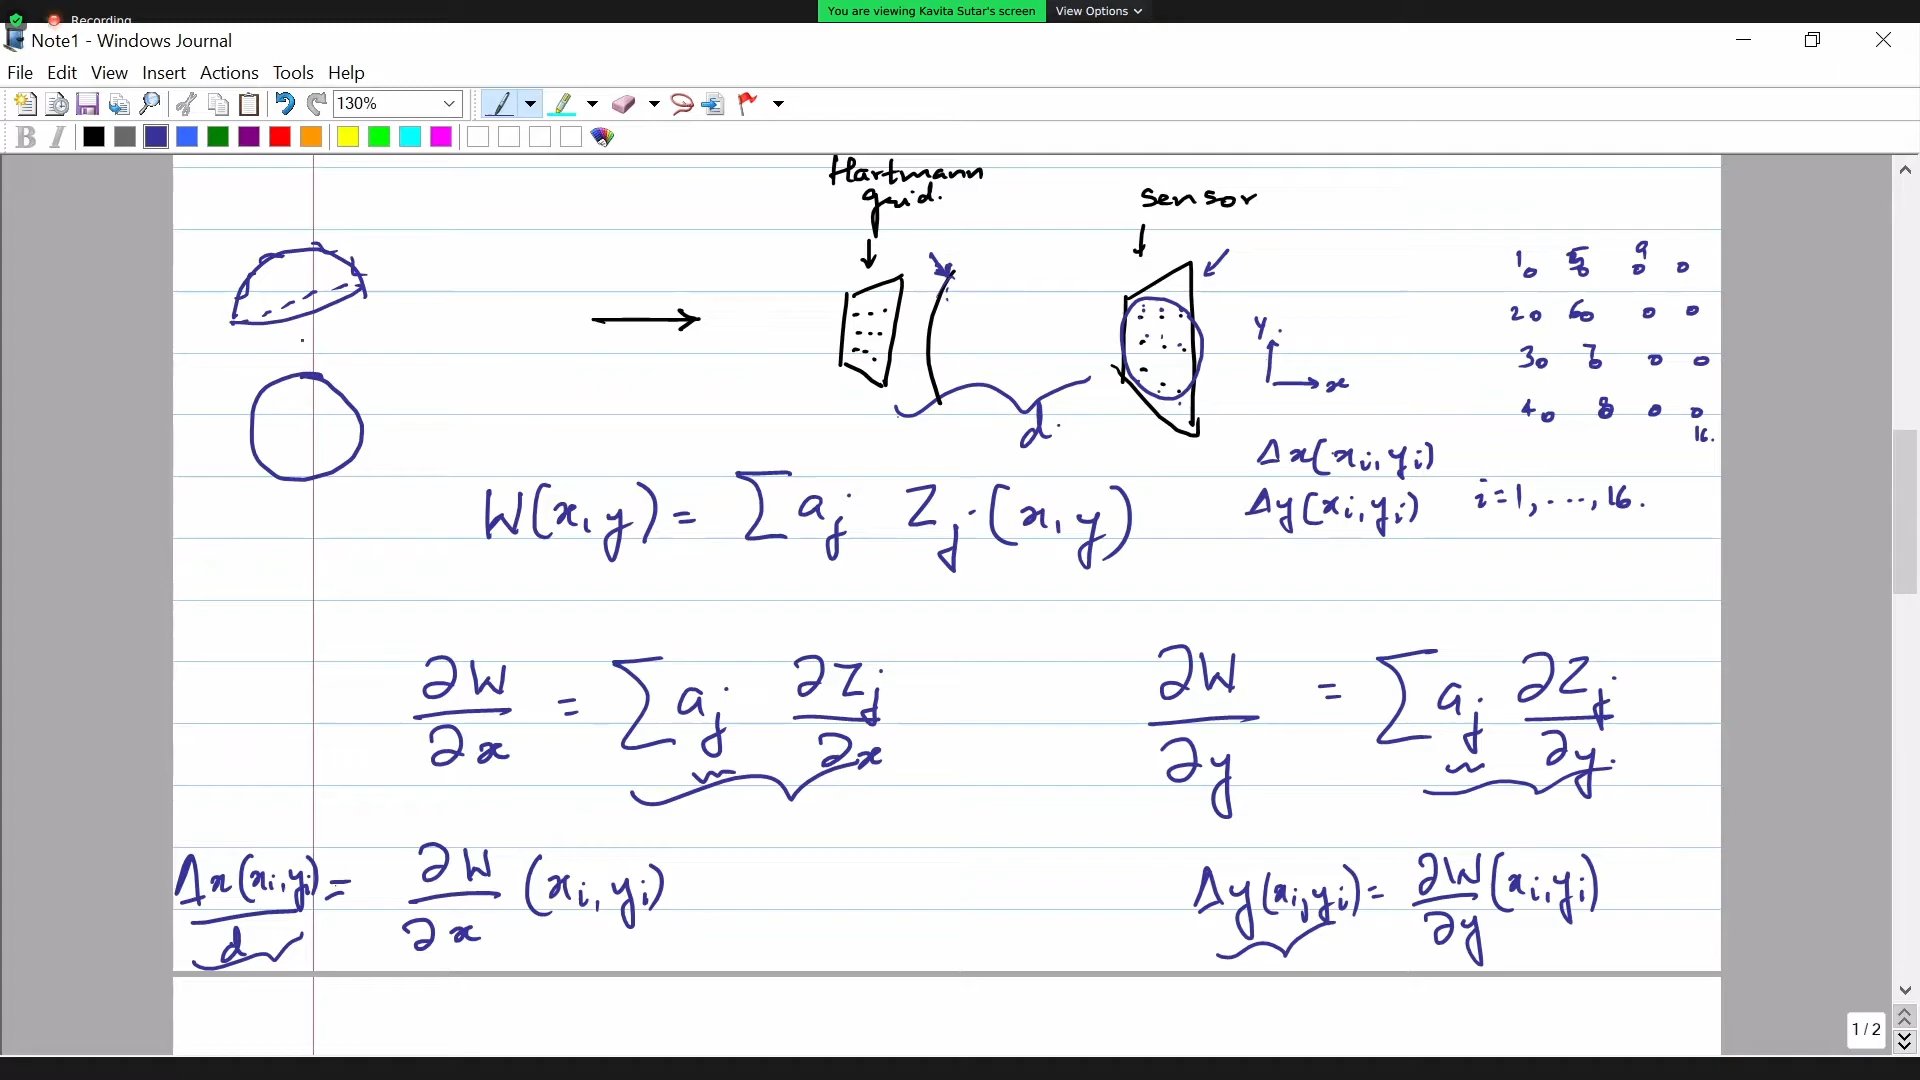 Recording
You are viewing Kavita Sutar's screen View Options
Note1 - Windows Journal
File Edit View Insert Actions Tools Help
130%
B I
Hartmann
grid.
sensor
1 5 9
2 6
3 7
4 8
16.
y.
x
d.
Δx(xi, yi)
Δy(xi, yi) i=1, ..., 16.
W(x, y) = ∑ aj Zj (x, y)
∂W/∂x = ∑ aj ∂Zj/∂x
∂W/∂y = ∑ aj ∂Zj/∂y.
Δx(xi, yi)/d = ∂W/∂x (xi, yi)
Δy(xi, yi) = ∂W/∂y (xi, yi)
1 / 2